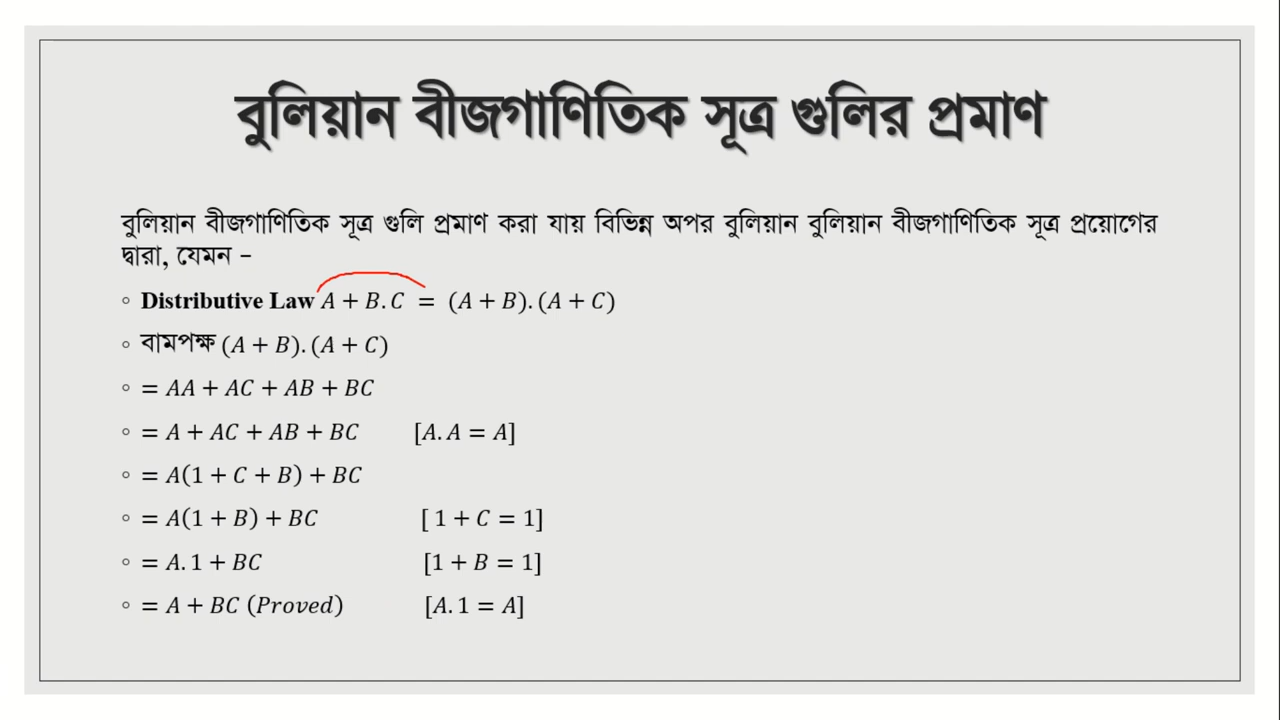 বুলিয়ান বীজগাণিতিক সূত্র গুলির প্রমাণ
বুলিয়ান বীজগাণিতিক সূত্র গুলি প্রমাণ করা যায় বিভিন্ন অপর বুলিয়ান বুলিয়ান বীজগাণিতিক সূত্র প্রয়োগের
দ্বারা, যেমন –
◦ Distributive Law A + B.C = (A + B).(A + C)
◦ বামপক্ষ (A + B).(A + C)
◦ = AA + AC + AB + BC
◦ = A + AC + AB + BC [A.A = A]
◦ = A(1 + C + B) + BC
◦ = A(1 + B) + BC [ 1 + C = 1]
◦ = A.1 + BC [1 + B = 1]
◦ = A + BC (Proved) [A.1 = A]